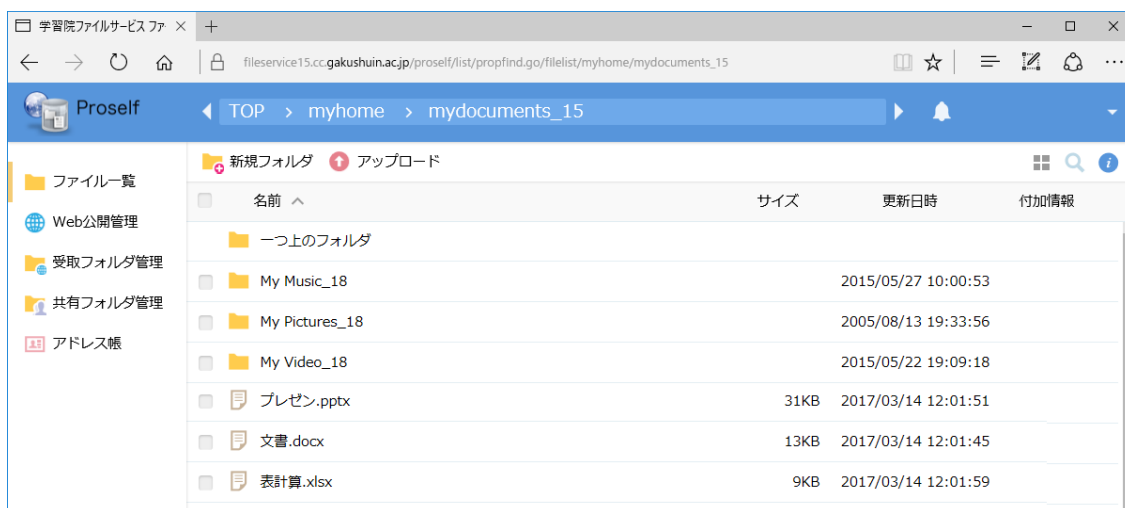 学習院ファイルサービス ファ
fileservice15.cc.gakushuin.ac.jp/proself/list/propfind.go/filelist/myhome/mydocuments_15
Proself
TOP > myhome > mydocuments_15
新規フォルダ アップロード
ファイル一覧
Web公開管理
受取フォルダ管理
共有フォルダ管理
アドレス帳
名前 サイズ 更新日時 付加情報
一つ上のフォルダ
My Music_18 2015/05/27 10:00:53
My Pictures_18 2005/08/13 19:33:56
My Video_18 2015/05/22 19:09:18
プレゼン.pptx 31KB 2017/03/14 12:01:51
文書.docx 13KB 2017/03/14 12:01:45
表計算.xlsx 9KB 2017/03/14 12:01:59